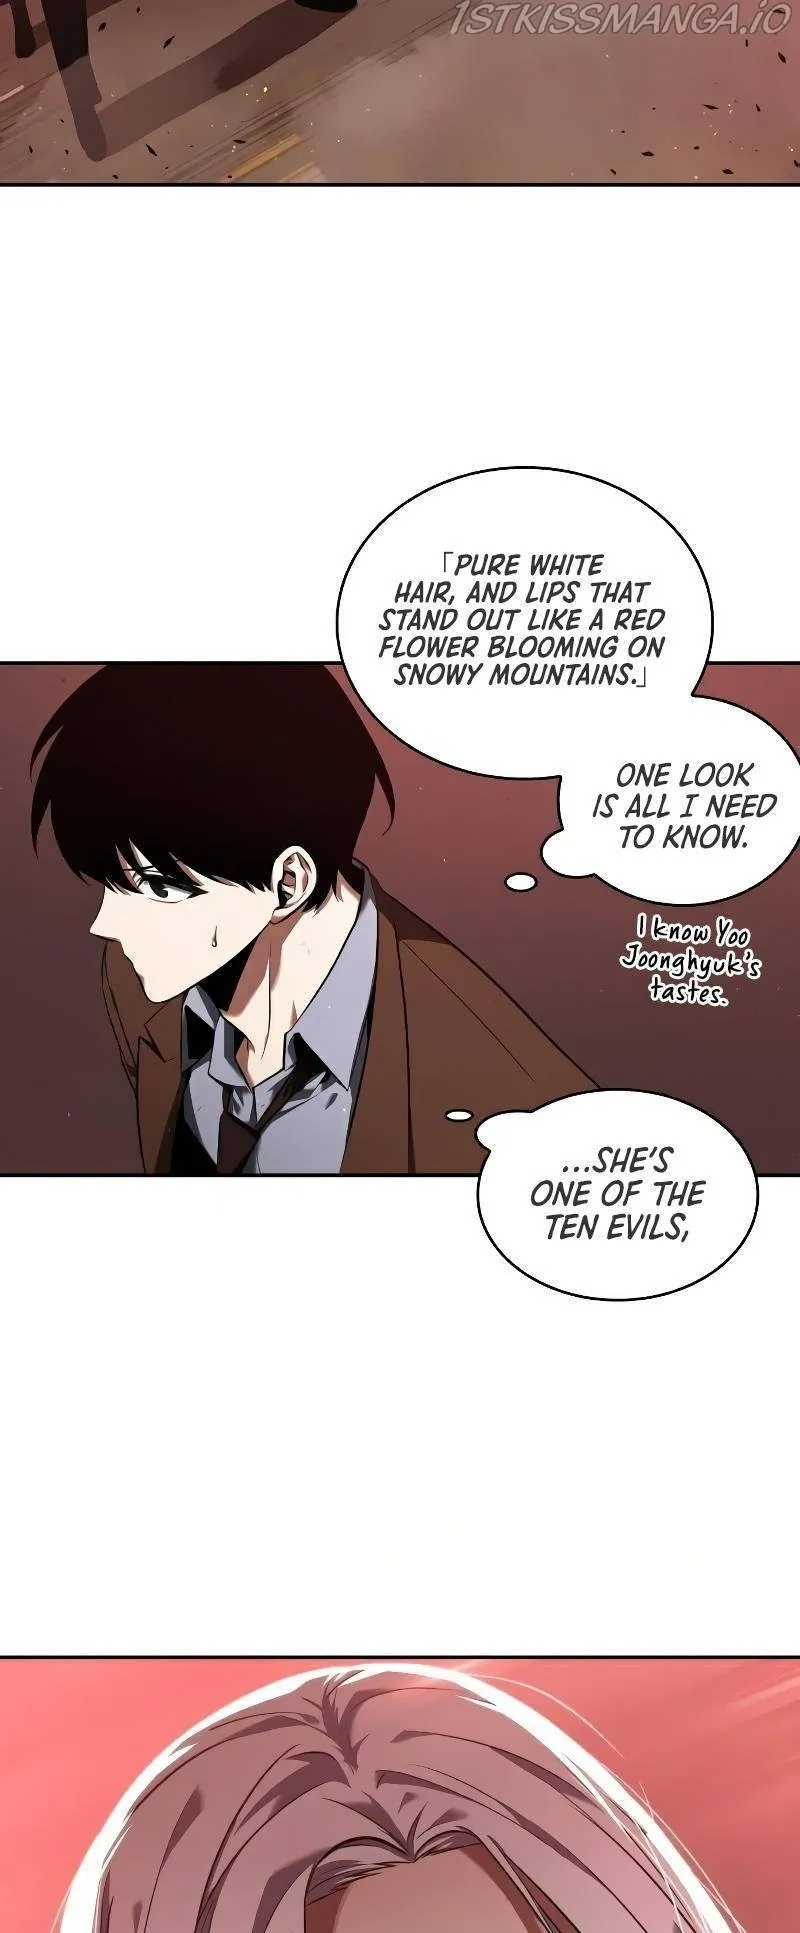 1STKISSMANGA.IO
「PURE WHITE
HAIR, AND LIPS THAT
STAND OUT LIKE A RED
FLOWER BLOOMING ON
SNOWY MOUNTAINS.」
ONE LOOK
IS ALL I NEED
TO KNOW.
I know Yoo
Joonghyuk's
tastes.
...SHE'S
ONE OF THE
TEN EVILS,